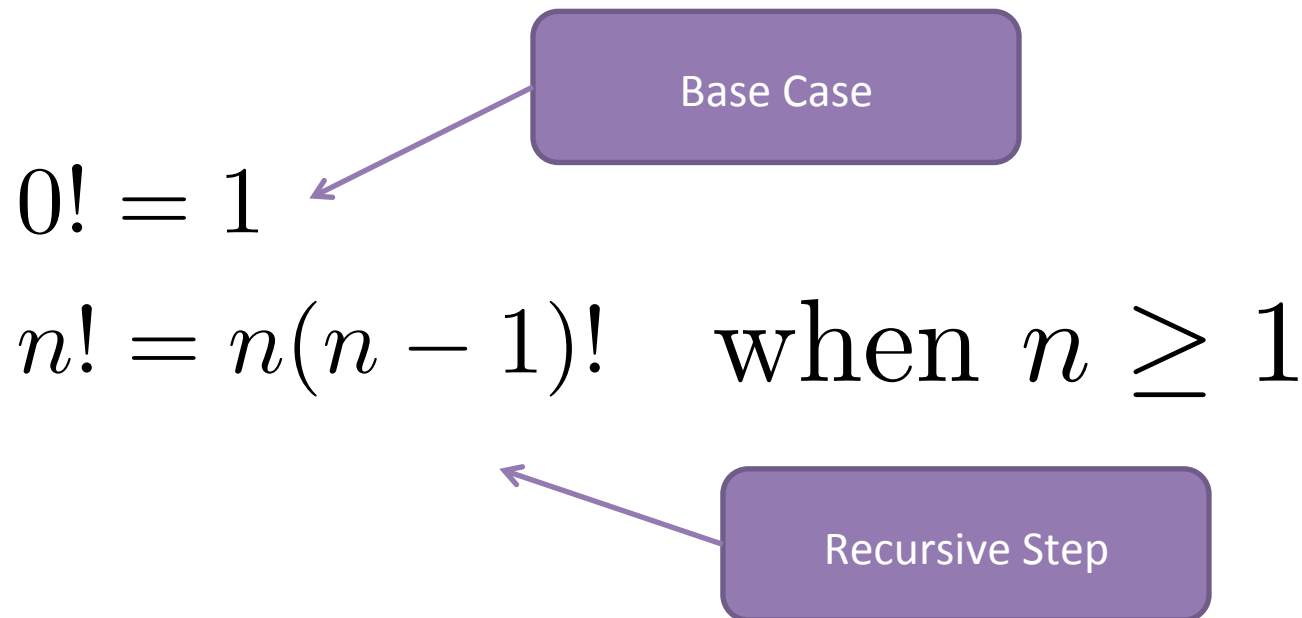 Base Case
0! = 1
n! = n(n − 1)! when n ≥ 1
Recursive Step